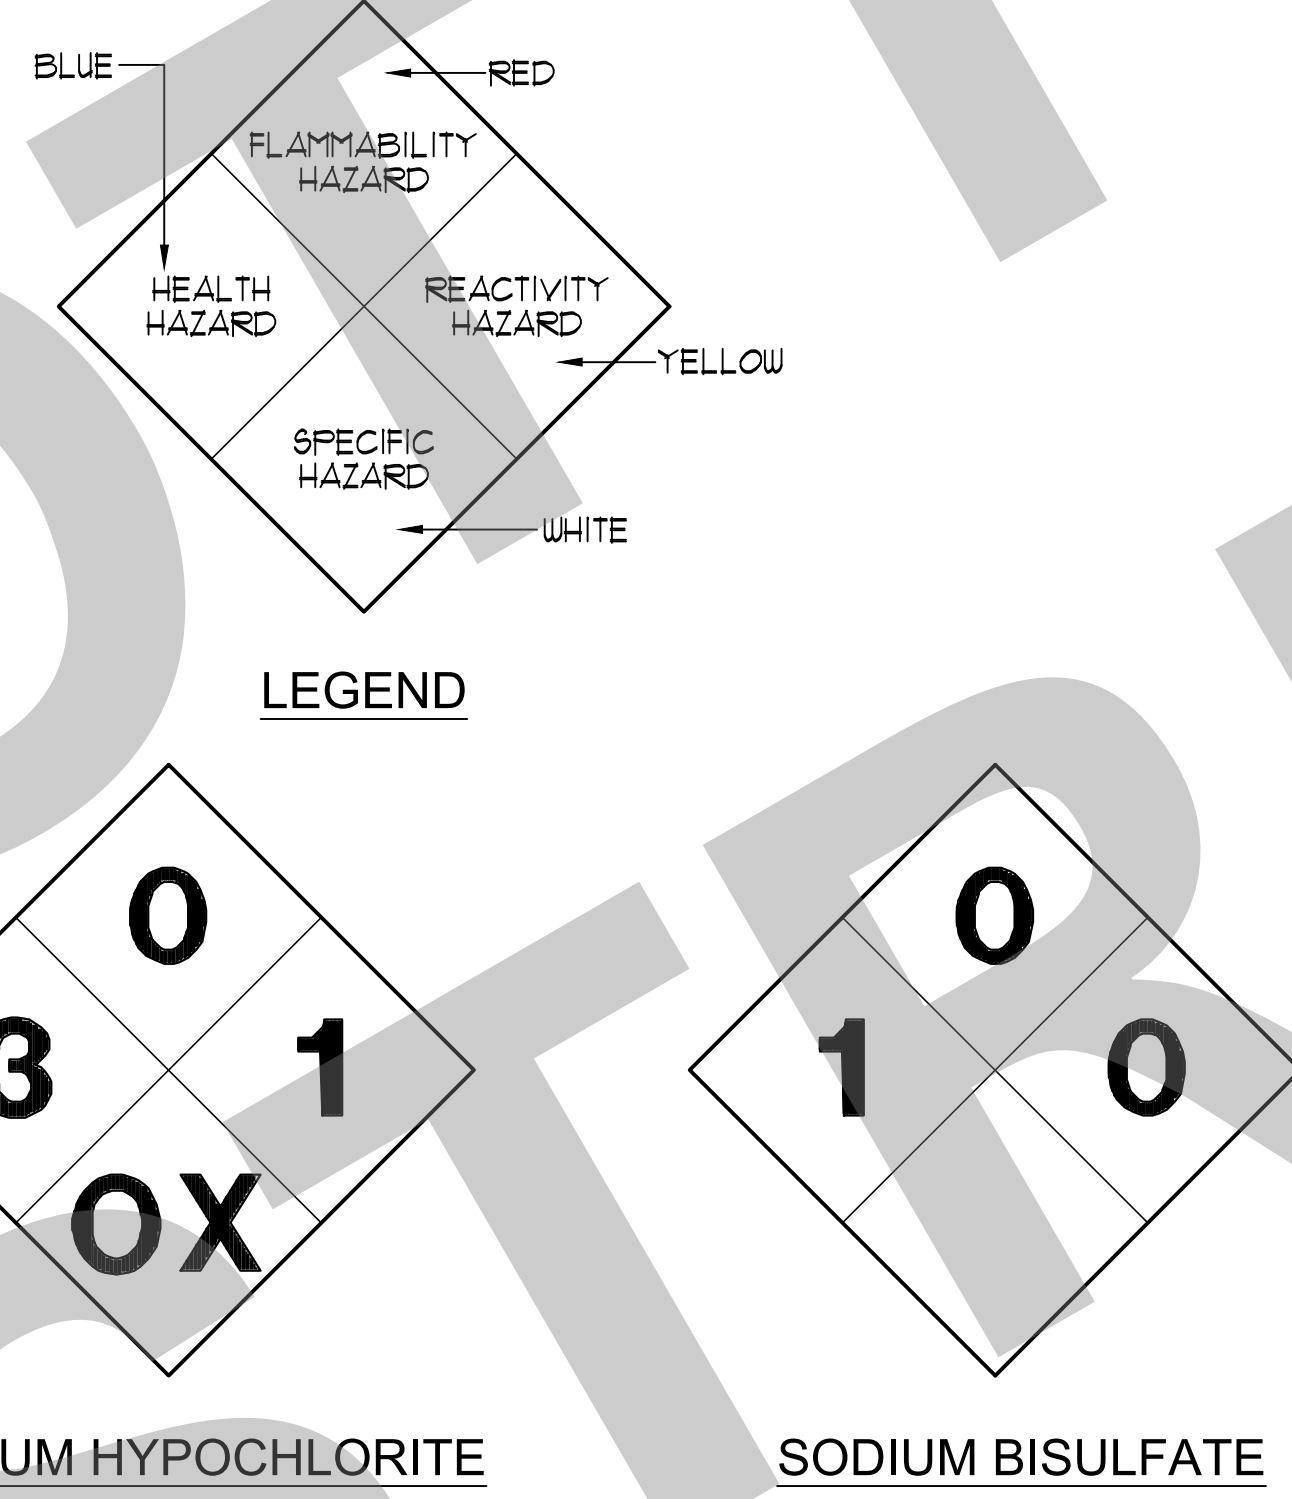 BLUE
RED
FLAMMABILITY
HAZARD
HEALTH
HAZARD
REACTIVITY
HAZARD
YELLOW
SPECIFIC
HAZARD
WHITE
LEGEND
0
3
1
OX
UM HYPOCHLORITE
0
1
0
SODIUM BISULFATE